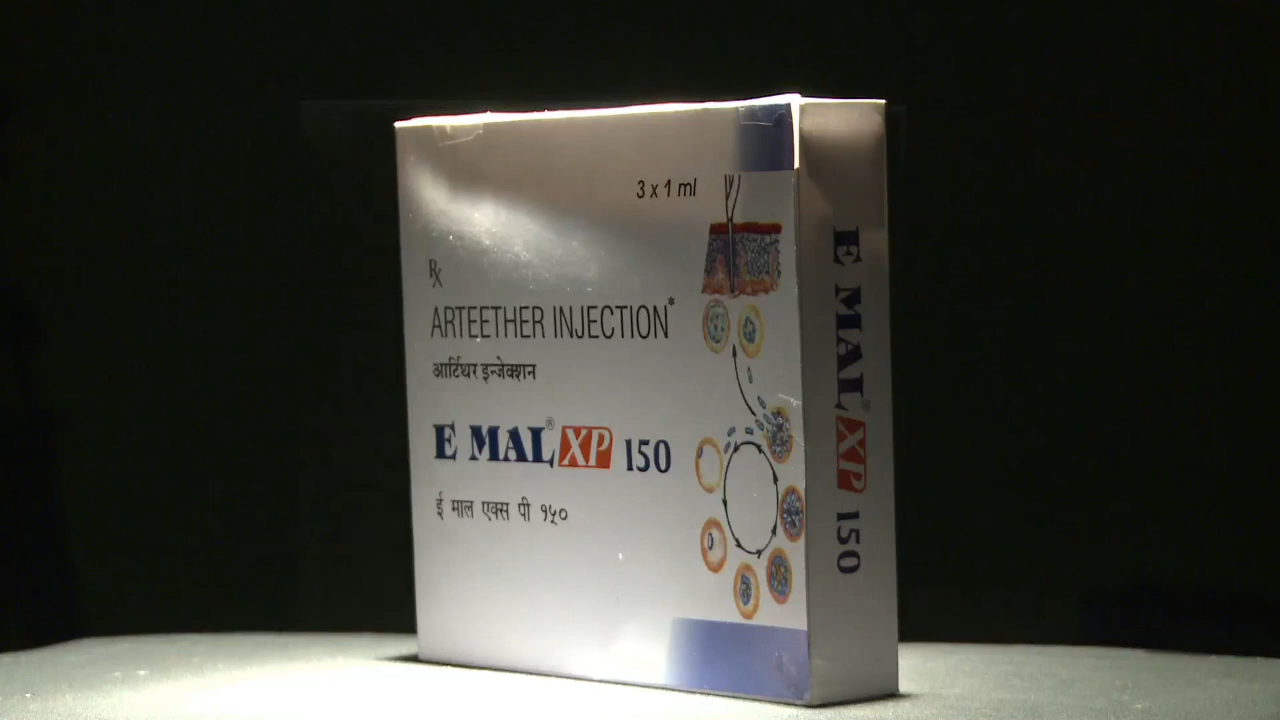 3 x 1 ml
Rx
ARTEETHER INJECTION*
आर्टिथर इन्जेक्शन
E MAL® XP 150
ई माल एक्स पी १५०
E MAL® XP 150